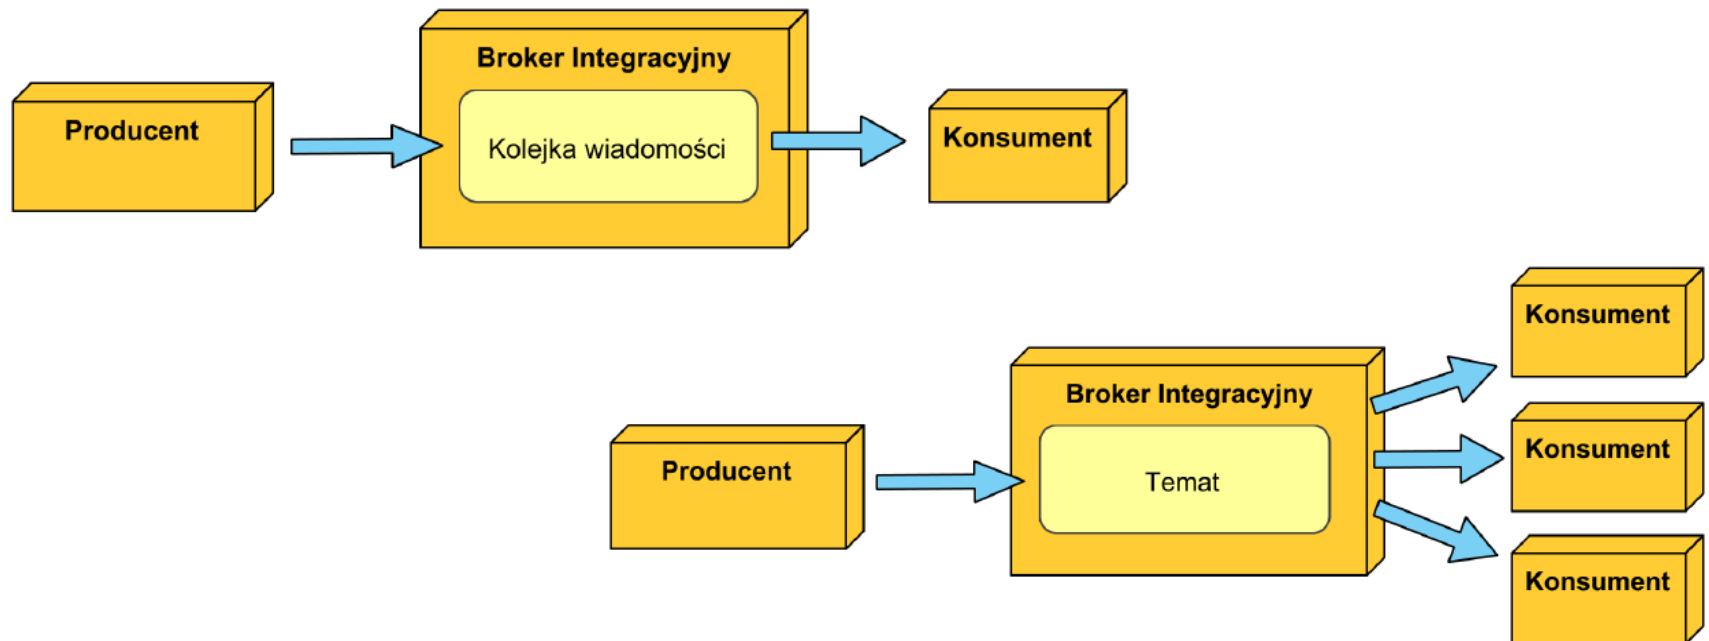 Broker Integracyjny
Producent
Kolejka wiadomości
Konsument
Konsument
Broker Integracyjny
Producent
Temat
Konsument
Konsument